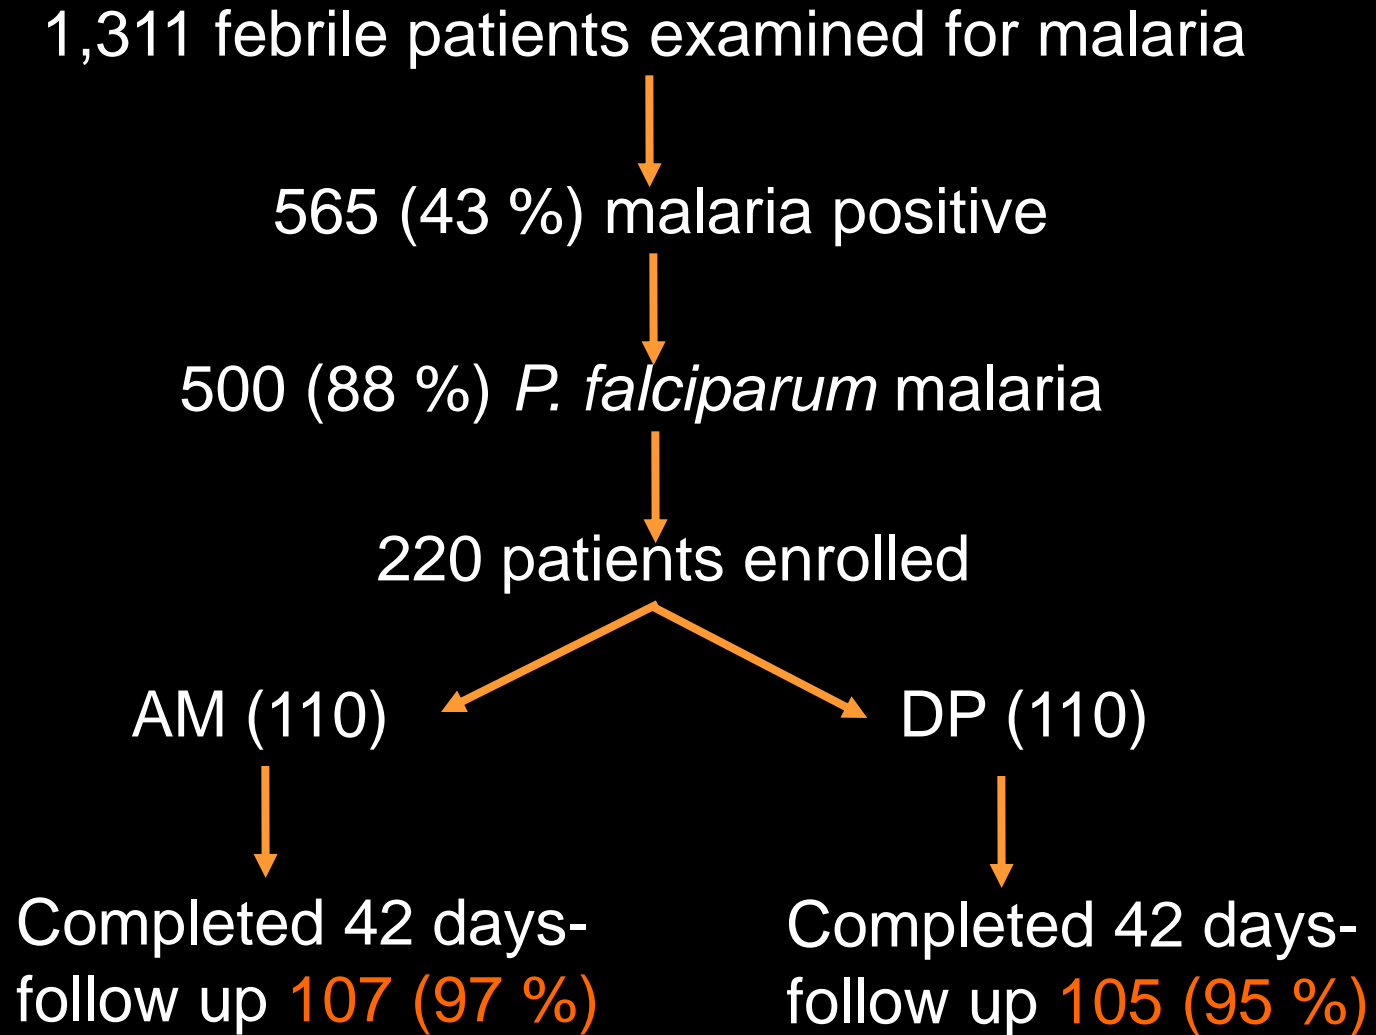 1,311 febrile patients examined for malaria
565 (43 %) malaria positive
500 (88 %) P. falciparum malaria
220 patients enrolled
AM (110)
DP (110)
Completed 42 days-
follow up 107 (97 %)
Completed 42 days-
follow up 105 (95 %)